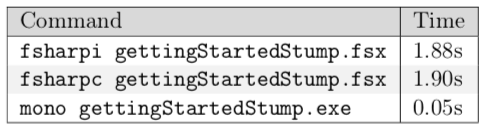 Command Time
fsharpi gettingStartedStump.fsx 1.88s
fsharpc gettingStartedStump.fsx 1.90s
mono gettingStartedStump.exe 0.05s